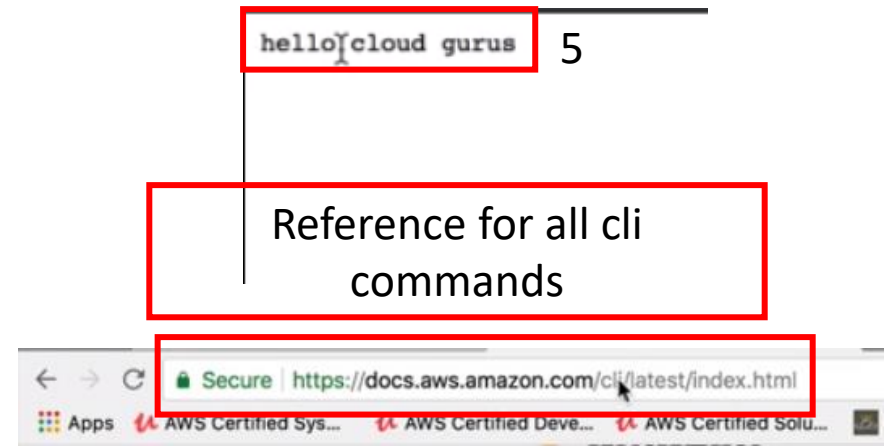 hello cloud gurus 5
Reference for all cli
commands
Secure https://docs.aws.amazon.com/cli/latest/index.html
Apps AWS Certified Sys... AWS Certified Deve... AWS Certified Solu...